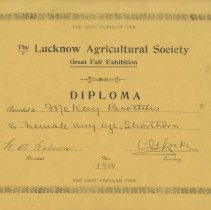 THE MOST POPULAR FAIR
The Lucknow Agricultural Society
Great Fall Exhibition
DIPLOMA
Awarded to McKay Brothers
Female any age, Shorthorn
President
Secretary
1910
THE MOST POPULAR FAIR